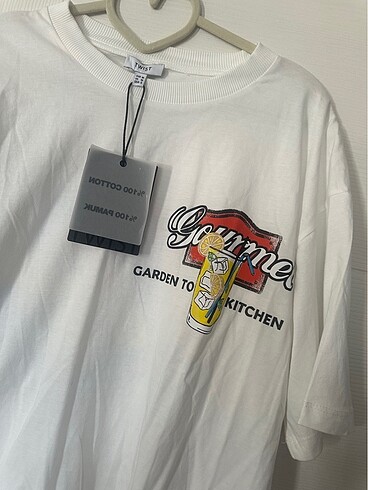 TWIST
%100 COTTON
%100 PAMUK
Gourmet
GARDEN TO
KITCHEN